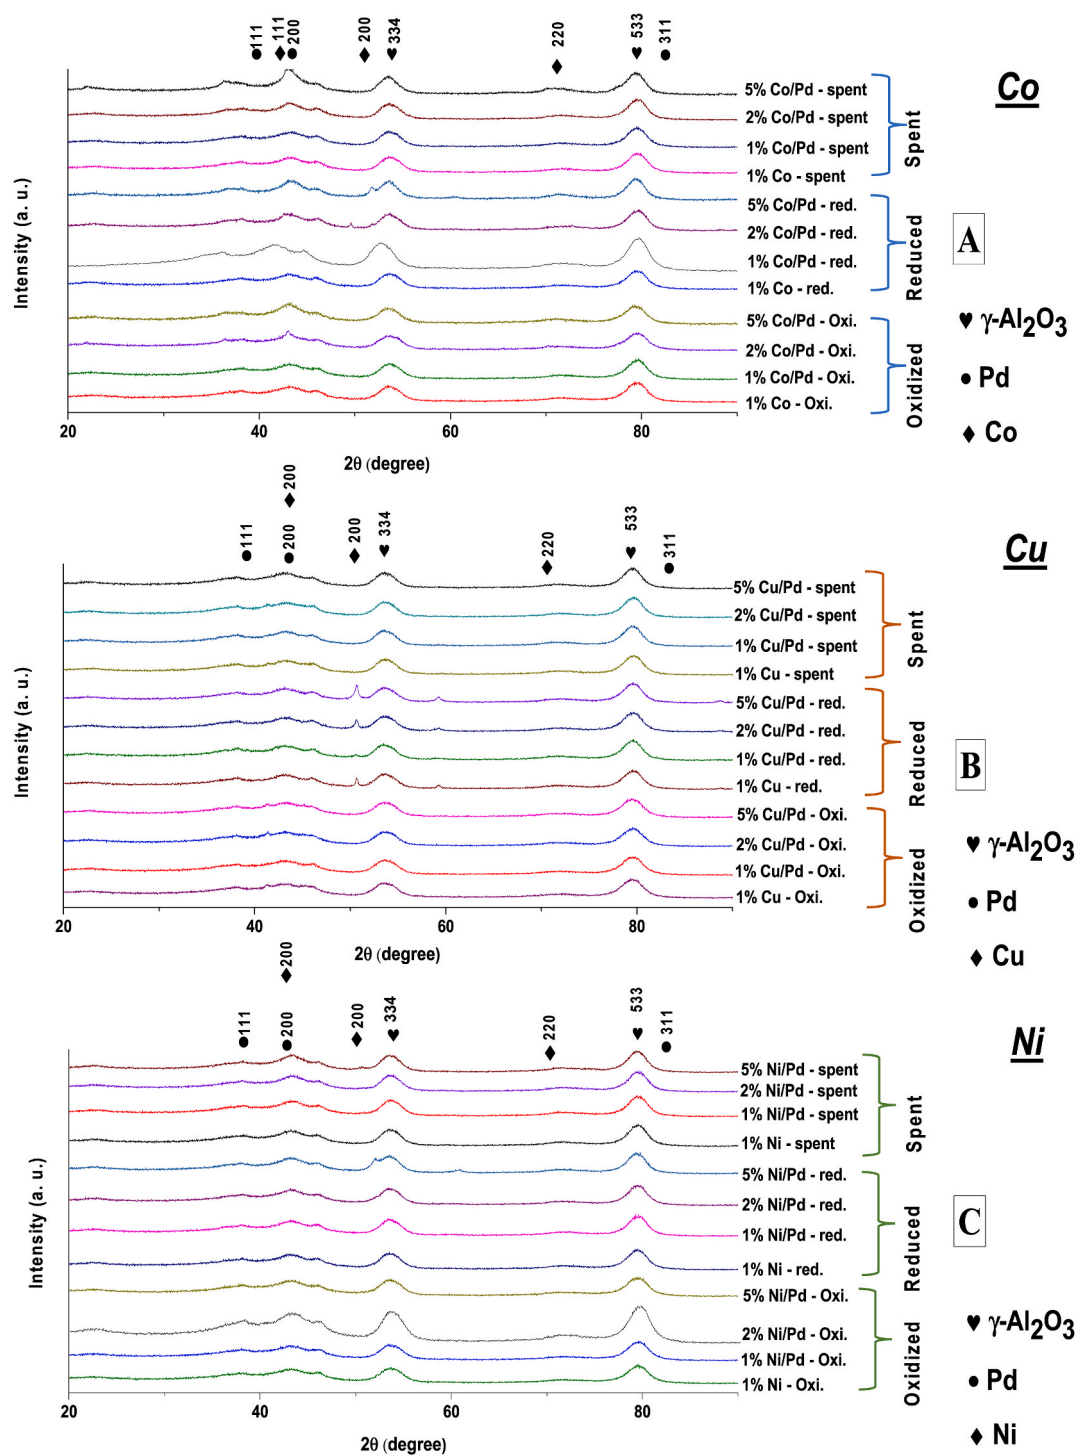 111
111
200
200
334
220
533
311
Co
5% Co/Pd - spent
2% Co/Pd - spent
1% Co/Pd - spent
1% Co - spent
Spent
5% Co/Pd - red.
2% Co/Pd - red.
1% Co/Pd - red.
1% Co - red.
Reduced
5% Co/Pd - Oxi.
2% Co/Pd - Oxi.
1% Co/Pd - Oxi.
1% Co - Oxi.
Oxidized
A
♥ γ-Al2O3
● Pd
♦ Co
Intensity (a. u.)
20 40 60 80
2θ (degree)
200
111
200
200
334
220
533
311
Cu
5% Cu/Pd - spent
2% Cu/Pd - spent
1% Cu/Pd - spent
1% Cu - spent
Spent
5% Cu/Pd - red.
2% Cu/Pd - red.
1% Cu/Pd - red.
1% Cu - red.
Reduced
5% Cu/Pd - Oxi.
2% Cu/Pd - Oxi.
1% Cu/Pd - Oxi.
1% Cu - Oxi.
Oxidized
B
♥ γ-Al2O3
● Pd
♦ Cu
Intensity (a. u.)
20 40 60 80
2θ (degree)
200
111
200
200
334
220
533
311
Ni
5% Ni/Pd - spent
2% Ni/Pd - spent
1% Ni/Pd - spent
1% Ni - spent
Spent
5% Ni/Pd - red.
2% Ni/Pd - red.
1% Ni/Pd - red.
1% Ni - red.
Reduced
5% Ni/Pd - Oxi.
2% Ni/Pd - Oxi.
1% Ni/Pd - Oxi.
1% Ni - Oxi.
Oxidized
C
♥ γ-Al2O3
● Pd
♦ Ni
Intensity (a. u.)
20 40 60 80
2θ (degree)